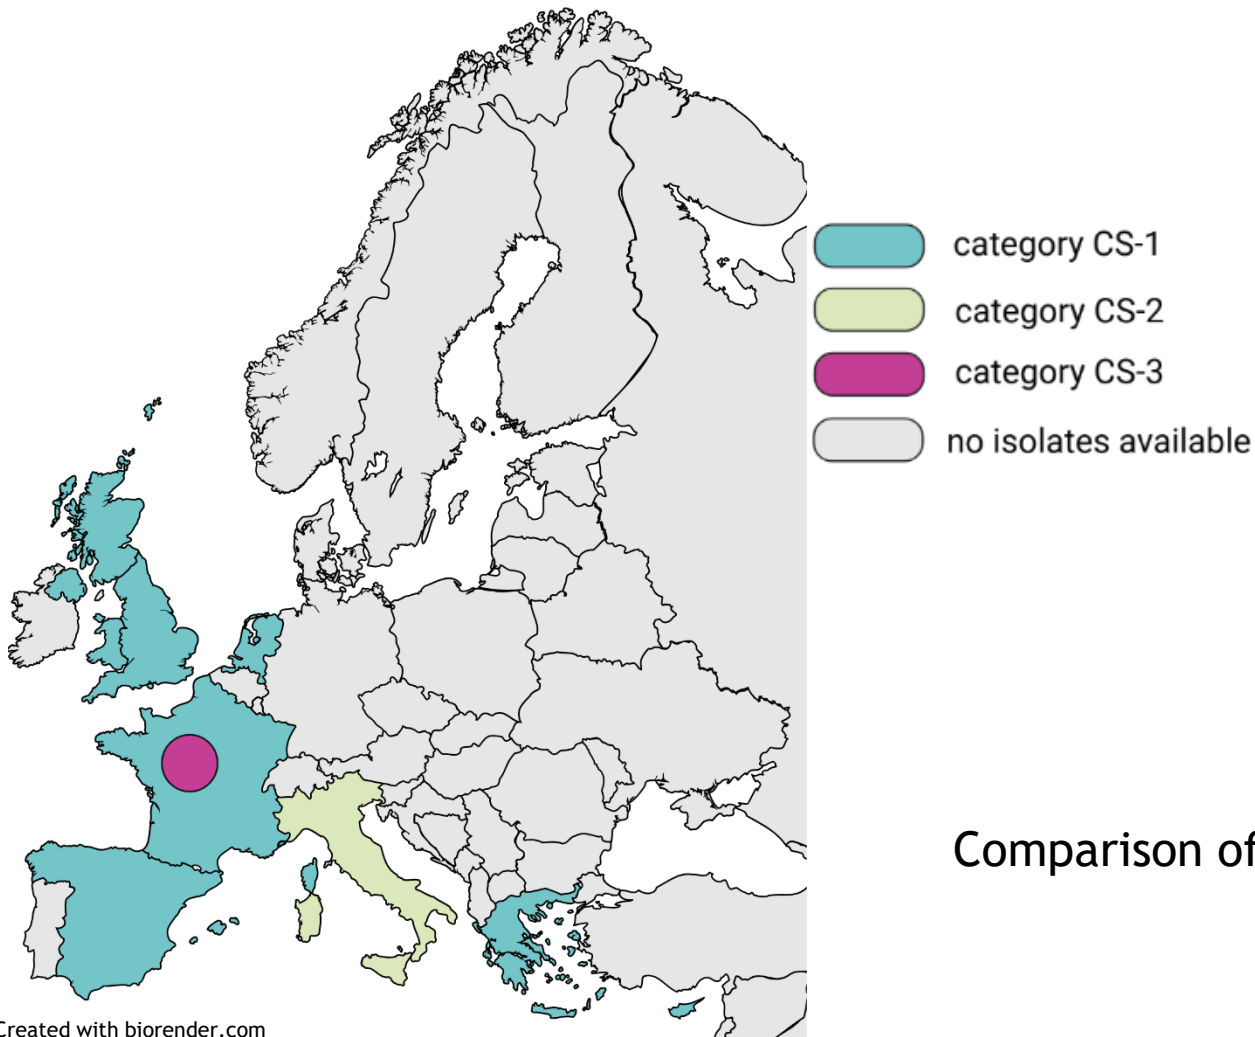 category CS-1
category CS-2
category CS-3
no isolates available
Comparison of
Created with biorender.com